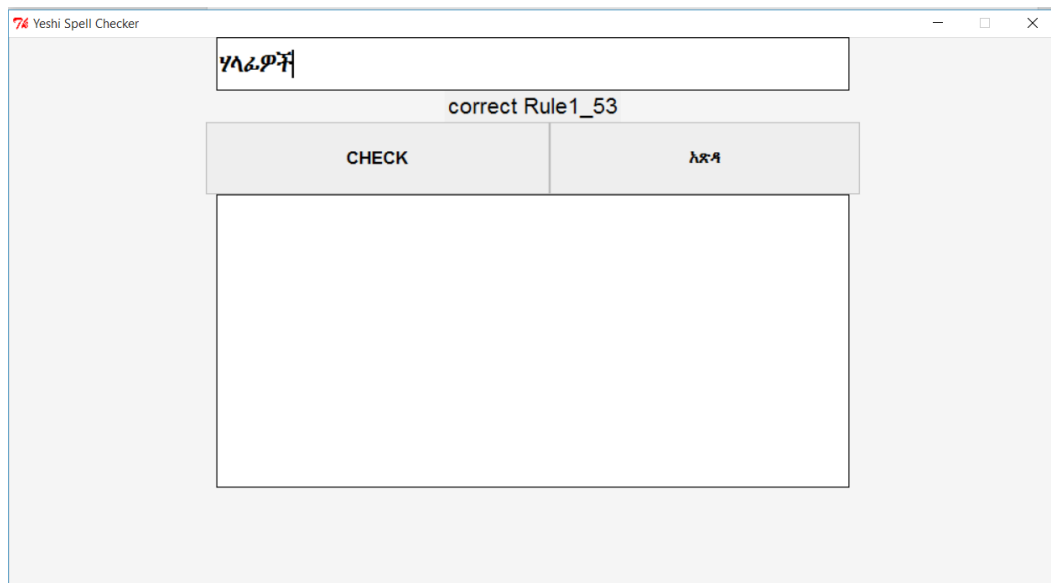 Yeshi Spell Checker
ሃላፊዎች
correct Rule1_53
CHECK አጽዳ